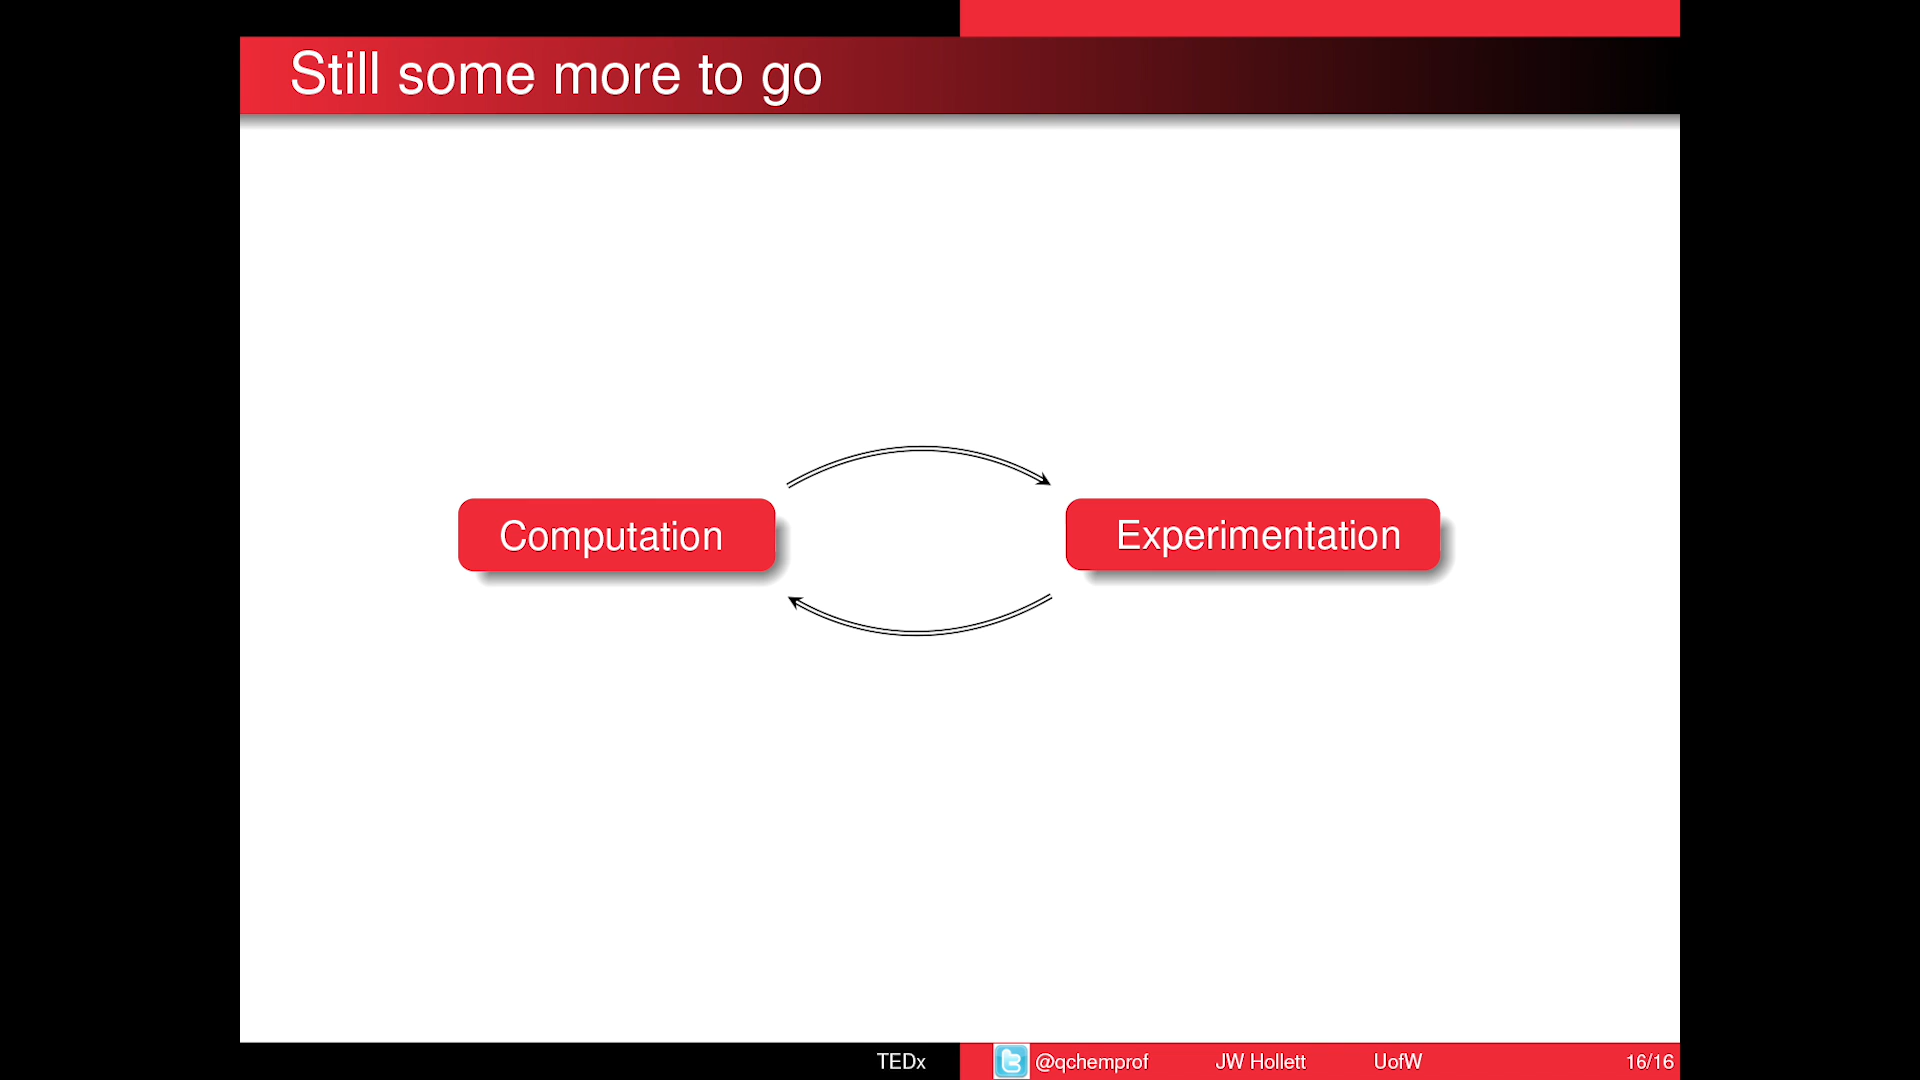 Still some more to go
Computation
Experimentation
TEDx
@qchemprof JW Hollett UofW 16/16